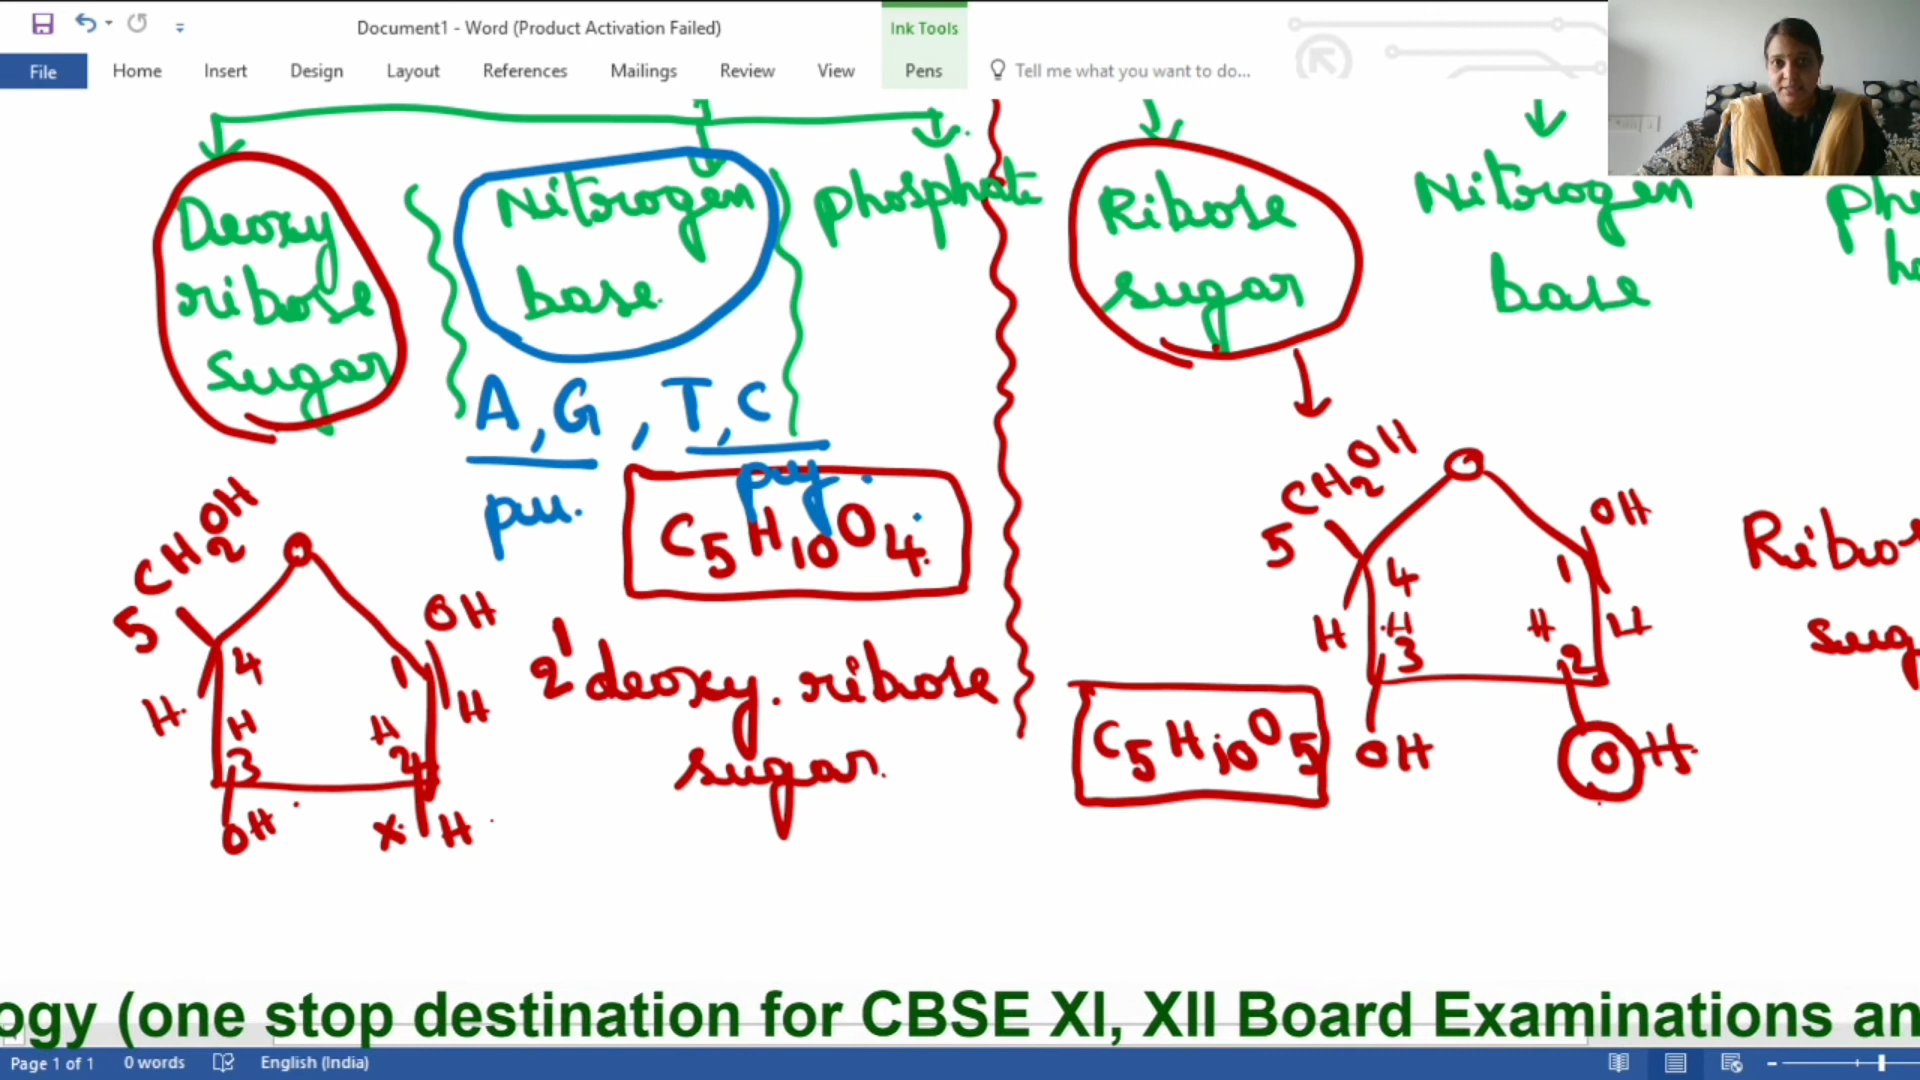 Document1 - Word (Product Activation Failed)
Ink Tools
File Home Insert Design Layout References Mailings Review View Pens Tell me what you want to do...
Deoxy ribose sugar
Nitrogen base
phosphate
Ribose sugar
Nitrogen base
A, G, T, C
pu.
py.
C5H10O4
CH2OH
5
O
4
H
H
3
OH
OH
1
H
H
2
X
H
2' deoxy. ribose
sugar.
CH2OH
5
O
4
H
H
3
OH
OH
1
H
H
2
OH
C5H10O5
ogy (one stop destination for CBSE XI, XII Board Examinations an
Page 1 of 1 0 words English (India)